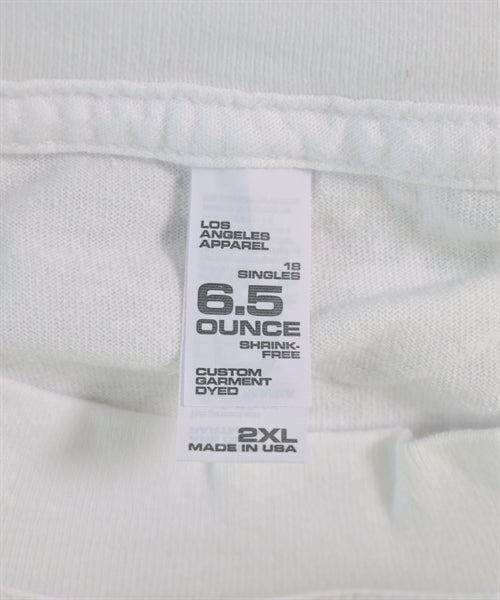 LOS
ANGELES
APPAREL
18
SINGLES
6.5
OUNCE
SHRINK-
FREE
CUSTOM
GARMENT
DYED
2XL
MADE IN USA